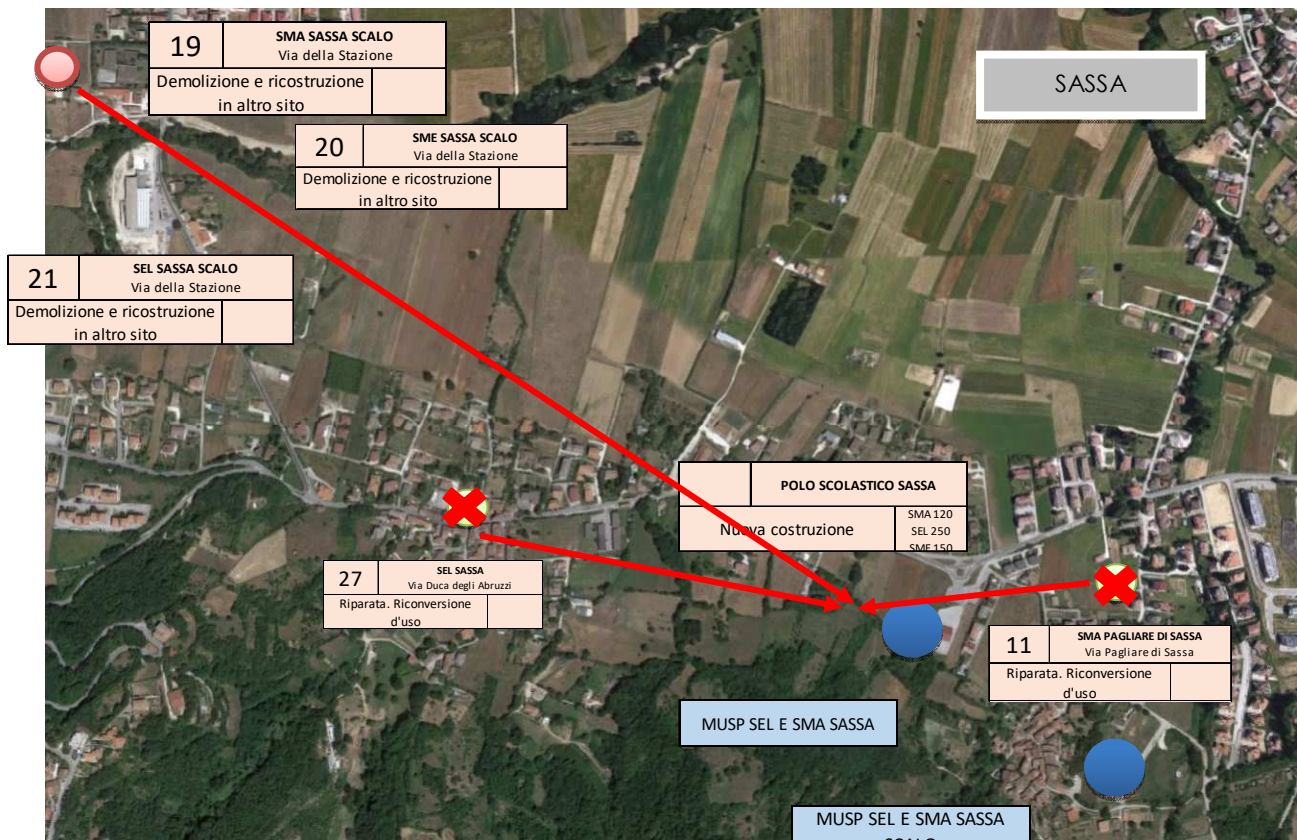 19
SMA SASSA SCALO
Via della Stazione
Demolizione e ricostruzione
in altro sito
SASSA
20
SME SASSA SCALO
Via della Stazione
Demolizione e ricostruzione
in altro sito
21
SEL SASSA SCALO
Via della Stazione
Demolizione e ricostruzione
in altro sito
POLO SCOLASTICO SASSA
Nuova costruzione
SMA 120
SEL 250
SME 150
27
SEL SASSA
Via Duca degli Abruzzi
Riparata. Riconversione
d'uso
11
SMA PAGLIARE DI SASSA
Via Pagliare di Sassa
Riparata. Riconversione
d'uso
MUSP SEL E SMA SASSA
MUSP SEL E SMA SASSA
SCALO